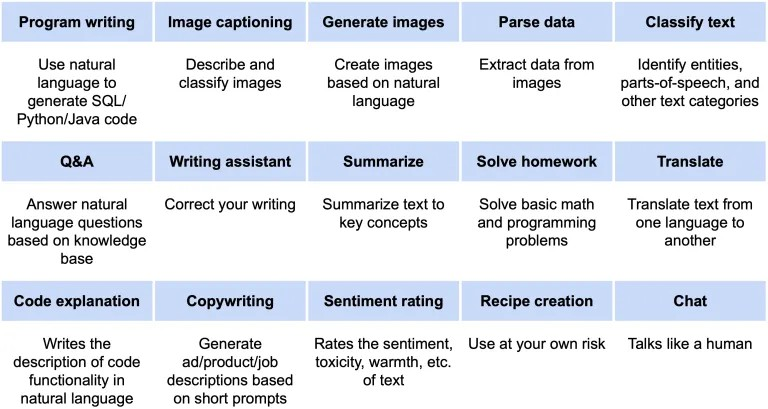 Program writing
Image captioning
Generate images
Parse data
Classify text
Use natural
language to
generate SQL/
Python/Java code
Describe and
classify images
Create images
based on natural
language
Extract data from
images
Identify entities,
parts-of-speech, and
other text categories
Q&A
Writing assistant
Summarize
Solve homework
Translate
Answer natural
language questions
based on knowledge
base
Correct your writing
Summarize text to
key concepts
Solve basic math
and programming
problems
Translate text from
one language to
another
Code explanation
Copywriting
Sentiment rating
Recipe creation
Chat
Writes the
description of code
functionality in
natural language
Generate
ad/product/job
descriptions based
on short prompts
Rates the sentiment,
toxicity, warmth, etc.
of text
Use at your own risk
Talks like a human